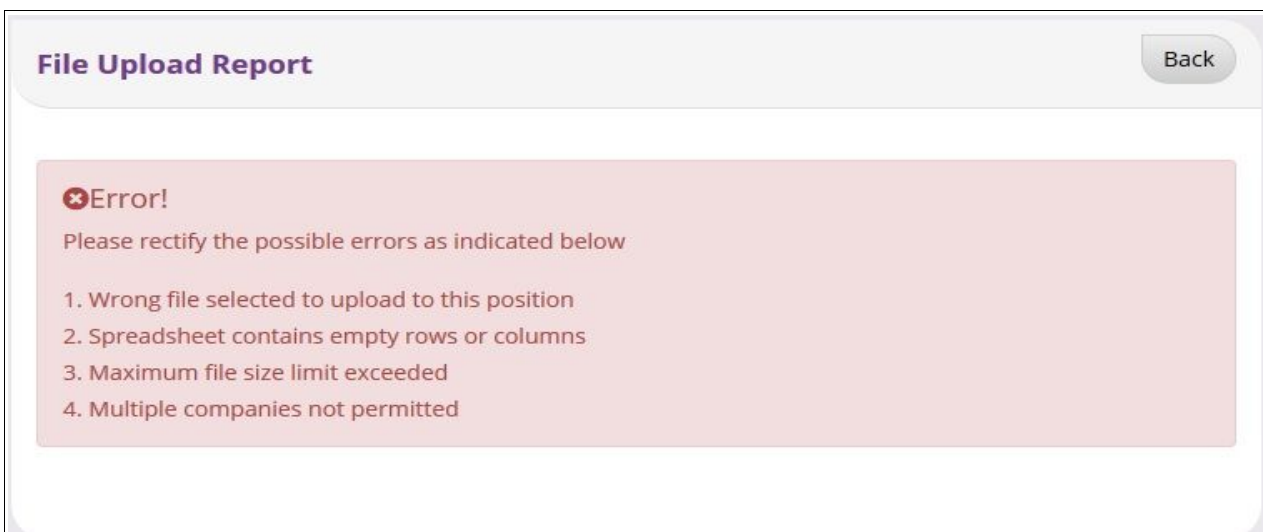 File Upload Report
Back
Error!
Please rectify the possible errors as indicated below
1. Wrong file selected to upload to this position
2. Spreadsheet contains empty rows or columns
3. Maximum file size limit exceeded
4. Multiple companies not permitted